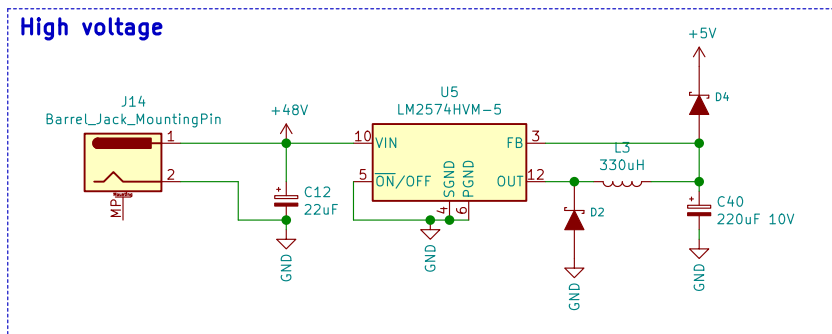 High voltage
+5V
U5
LM2574HVM-5
J14
Barrel_Jack_MountingPin
+48V
D4
1
10
VIN
FB
3
L3
330uH
2
5
ON/OFF
SGND
PGND
OUT
12
Mounting
MP
+
C12
22uF
4
6
D2
+
C40
220uF 10V
GND
GND
GND
GND